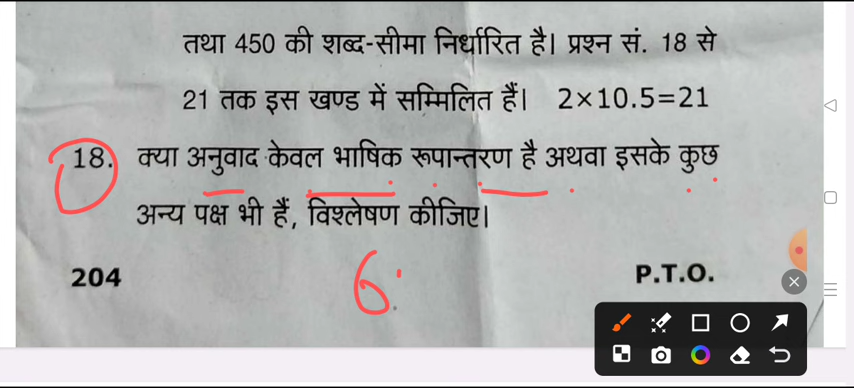 तथा 450 की शब्द-सीमा निर्धारित है। प्रश्न सं. 18 से
21 तक इस खण्ड में सम्मिलित हैं। 2×10.5=21
18. क्या अनुवाद केवल भाषिक रूपान्तरण है अथवा इसके कुछ
अन्य पक्ष भी हैं, विश्लेषण कीजिए।
6:
204 P.T.O.